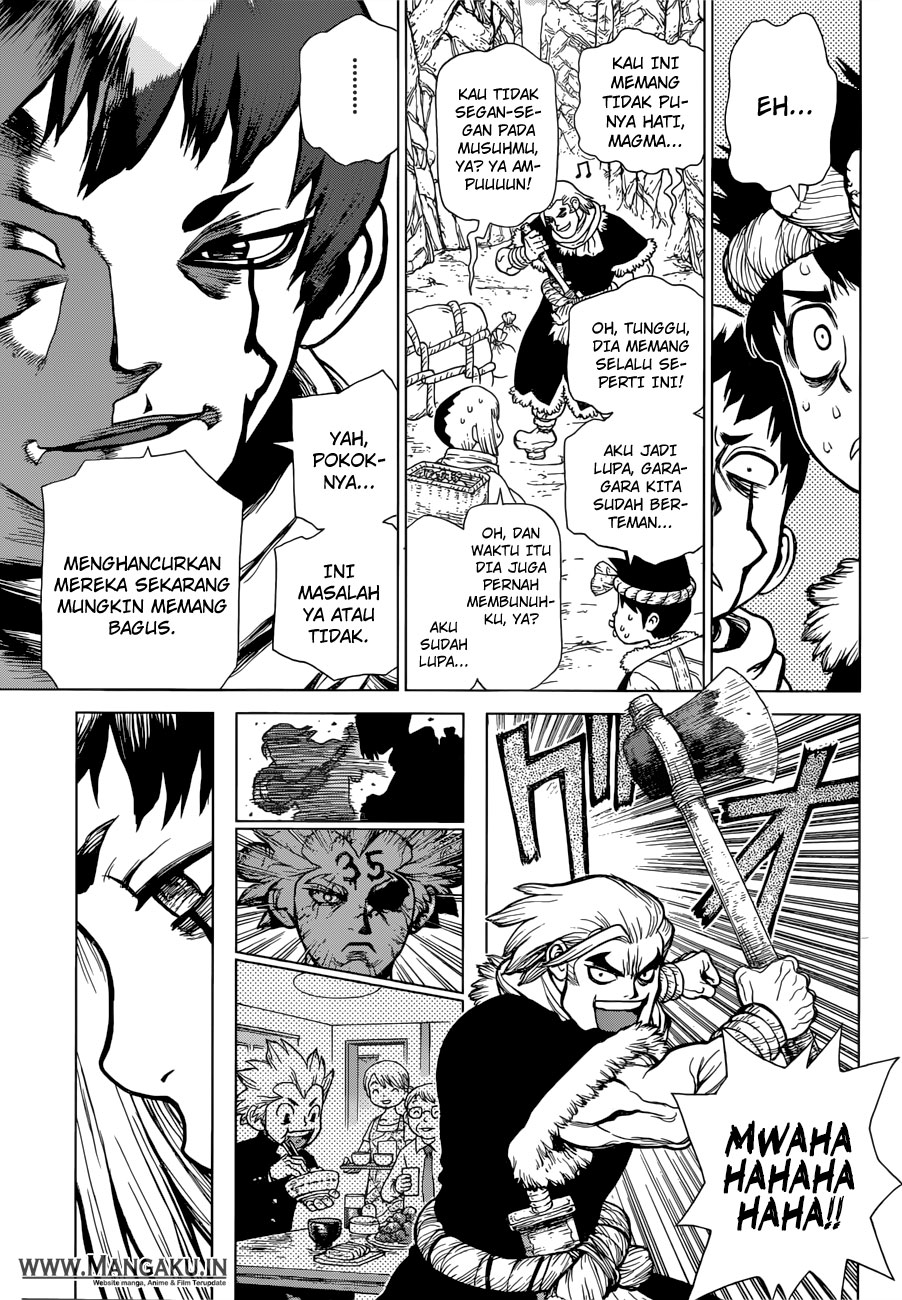 EH...
KAU INI
MEMANG
TIDAK PU-
NYA HATI,
MAGMA...
KAU TIDAK
SEGAN-SE-
GAN PADA
MUSUHMU,
YA? YA AM-
PUUUUN!
OH, TUNGGU,
DIA MEMANG
SELALU SE-
PERTI INI!
AKU JADI
LUPA, GARA-
GARA KITA
SUDAH BER-
TEMAN...
OH, DAN
WAKTU ITU
DIA JUGA
PERNAH
MEMBUNUH-
KU, YA?
AKU
SUDAH
LUPA...
.........
YAH,
POKOK-
NYA...
INI
MASALAH
YA ATAU
TIDAK.
MENGHANCURKAN
MEREKA SEKARANG
MUNGKIN MEMANG
BAGUS.
35
MWAHA
HAHAHA
HAHA!!
www.Mangaku.in
Website manga, Anime & Film Terupdate